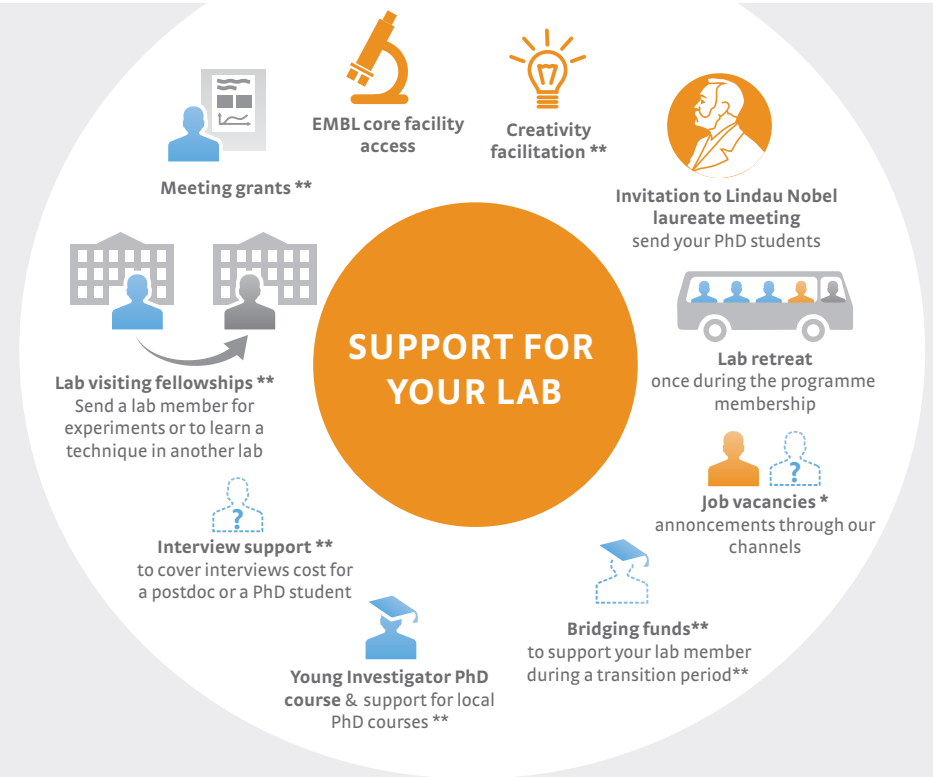 EMBL core facility
access
Creativity
facilitation **
Meeting grants **
Invitation to Lindau Nobel
laureate meeting
send your PhD students
SUPPORT FOR
YOUR LAB
Lab retreat
once during the programme
membership
Lab visiting fellowships **
Send a lab member for
experiments or to learn a
technique in another lab
?
Job vacancies *
annoncements through our
channels
?
Interview support **
to cover interviews cost for
a postdoc or a PhD student
Bridging funds**
to support your lab member
during a transition period**
Young Investigator PhD
course & support for local
PhD courses **